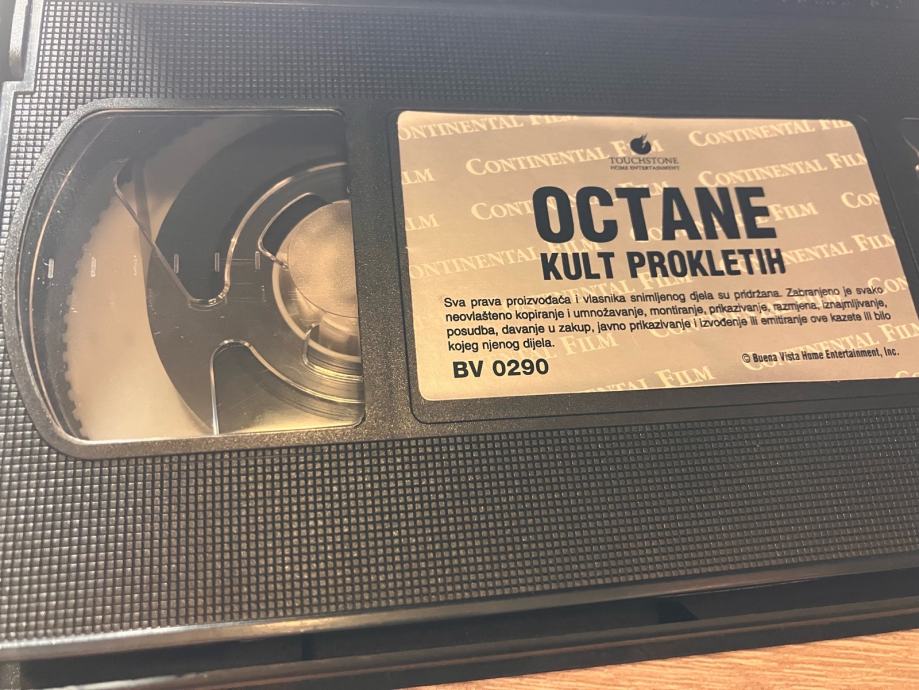 CONTINENTAL FILM
TOUCHSTONE
HOME ENTERTAINMENT
OCTANE
KULT PROKLETIH
Sva prava proizvođača i vlasnika snimljenog djela su pridržana. Zabranjeno je svako
neovlašteno kopiranje i umnožavanje, montiranje, prikazivanje, razmjena, iznajmljivanje,
posudba, davanje u zakup, javno prikazivanje i izvođenje ili emitiranje ove kazete ili bilo
kojeg njenog dijela.
BV 0290
© Buena Vista Home Entertainment, Inc.